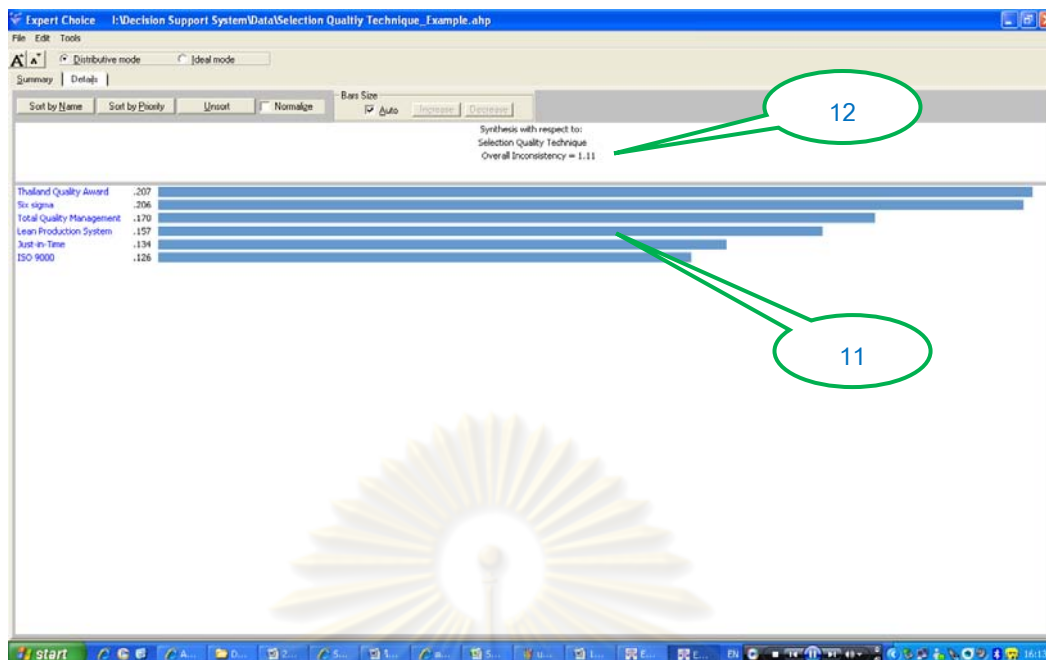 Expert Choice I:\Decision Support System\Data\Selection Qualtiy Technique_Example.ahp
File Edit Tools
A A Distributive mode Ideal mode
Summary Details
Sort by Name Sort by Priority Unsort Normalize Bars Size Auto Increase Decrease
12
Synthesis with respect to:
Selection Quality Technique
Overall Inconsistency = 1.11
Thailand Quality Award .207
Six sigma .206
Total Quality Management .170
Lean Production System .157
Just-in-Time .134
ISO 9000 .126
11
start A... D... 2... S... u... E... E... EN 16:13